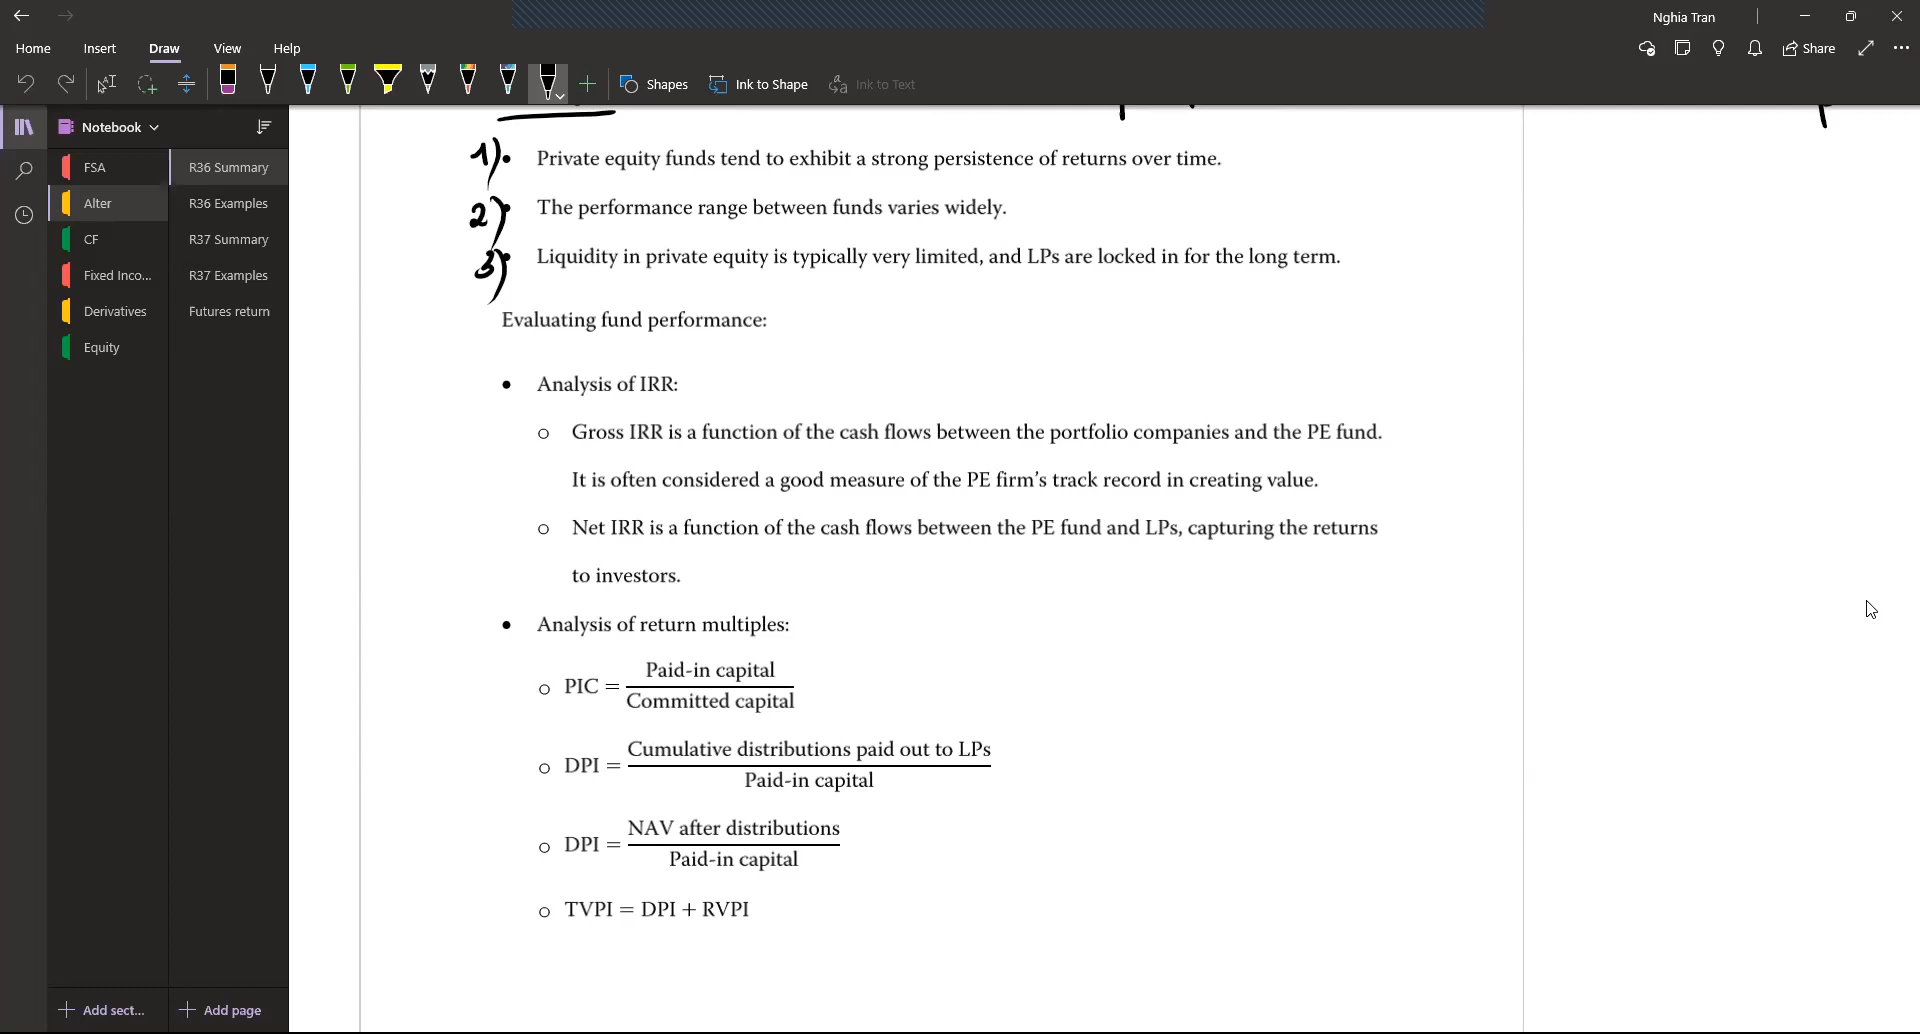 Nghia Tran
Home Insert Draw View Help
Share
Shapes Ink to Shape Ink to Text
Notebook
FSA
Alter
CF
Fixed Inco...
Derivatives
Equity
Add sect...
R36 Summary
R36 Examples
R37 Summary
R37 Examples
Futures return
Add page
1) • Private equity funds tend to exhibit a strong persistence of returns over time.
2) • The performance range between funds varies widely.
3) • Liquidity in private equity is typically very limited, and LPs are locked in for the long term.
Evaluating fund performance:
• Analysis of IRR:
o Gross IRR is a function of the cash flows between the portfolio companies and the PE fund.
It is often considered a good measure of the PE firm's track record in creating value.
o Net IRR is a function of the cash flows between the PE fund and LPs, capturing the returns
to investors.
• Analysis of return multiples:
o PIC = Paid-in capital
Committed capital
o DPI = Cumulative distributions paid out to LPs
Paid-in capital
o DPI = NAV after distributions
Paid-in capital
o TVPI = DPI + RVPI